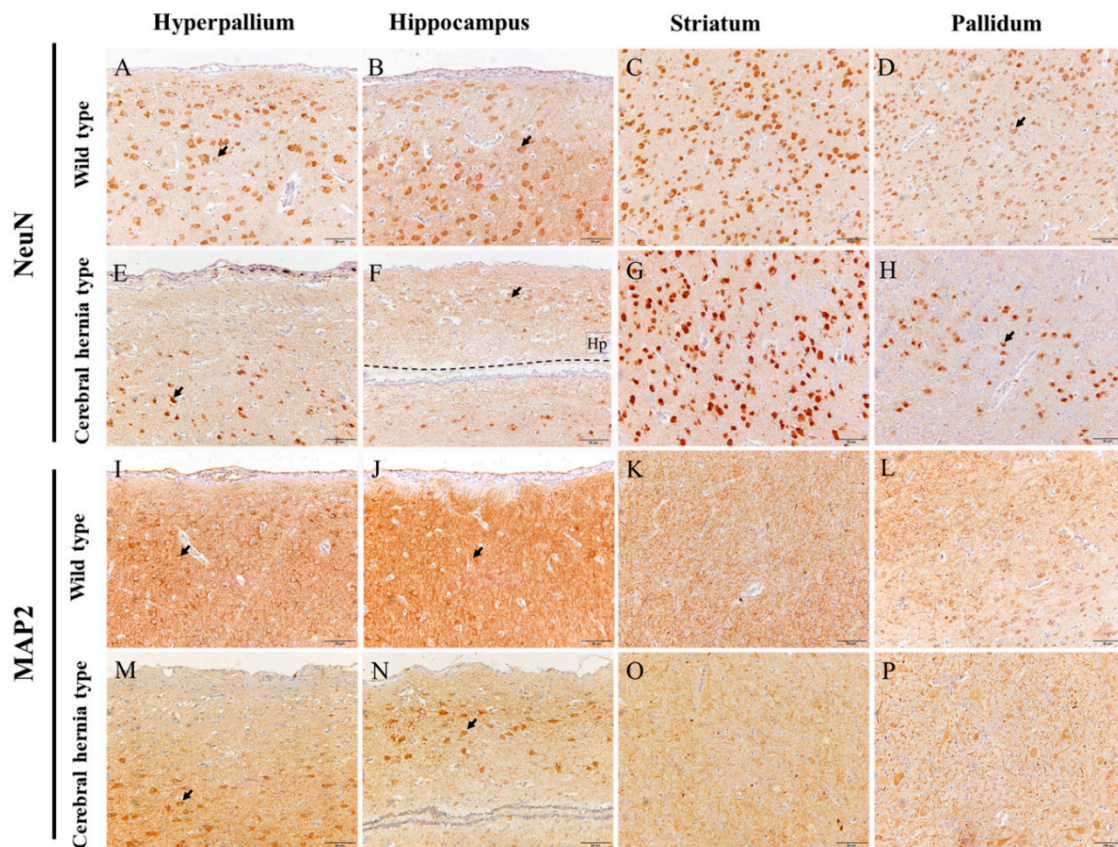 Hyperpallium Hippocampus Striatum Pallidum
NeuN
Wild type
A B C D
Cerebral hernia type
E F G H
Hp
MAP2
Wild type
I J K L
Cerebral hernia type
M N O P